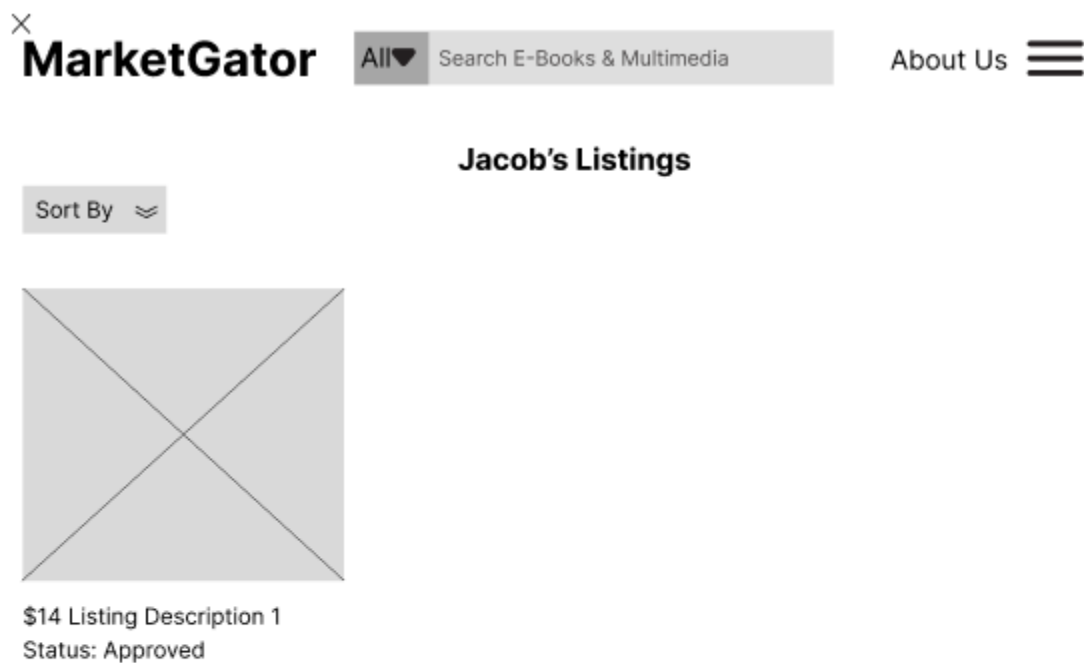 MarketGator
All
Search E-Books & Multimedia
About Us
Jacob’s Listings
Sort By
$14 Listing Description 1
Status: Approved